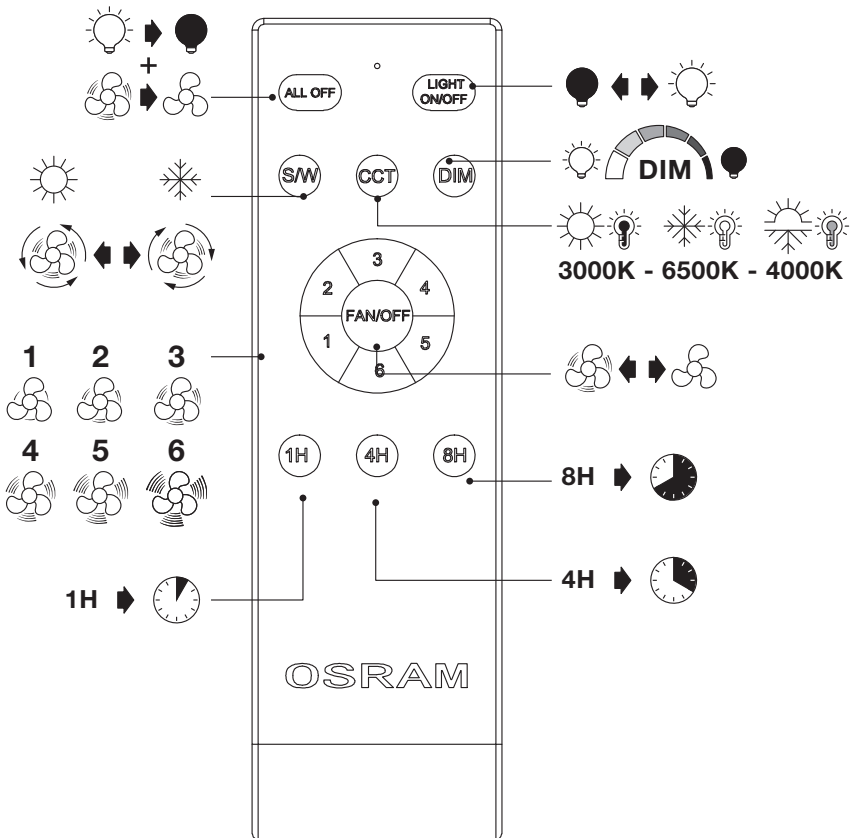 +
ALL OFF
LIGHT
ON/OFF
S/W
CCT
DIM
DIM
3000K - 6500K - 4000K
3
2
4
FAN/OFF
1
5
6
1 2 3
4 5 6
1H
4H
8H
8H
4H
1H
OSRAM